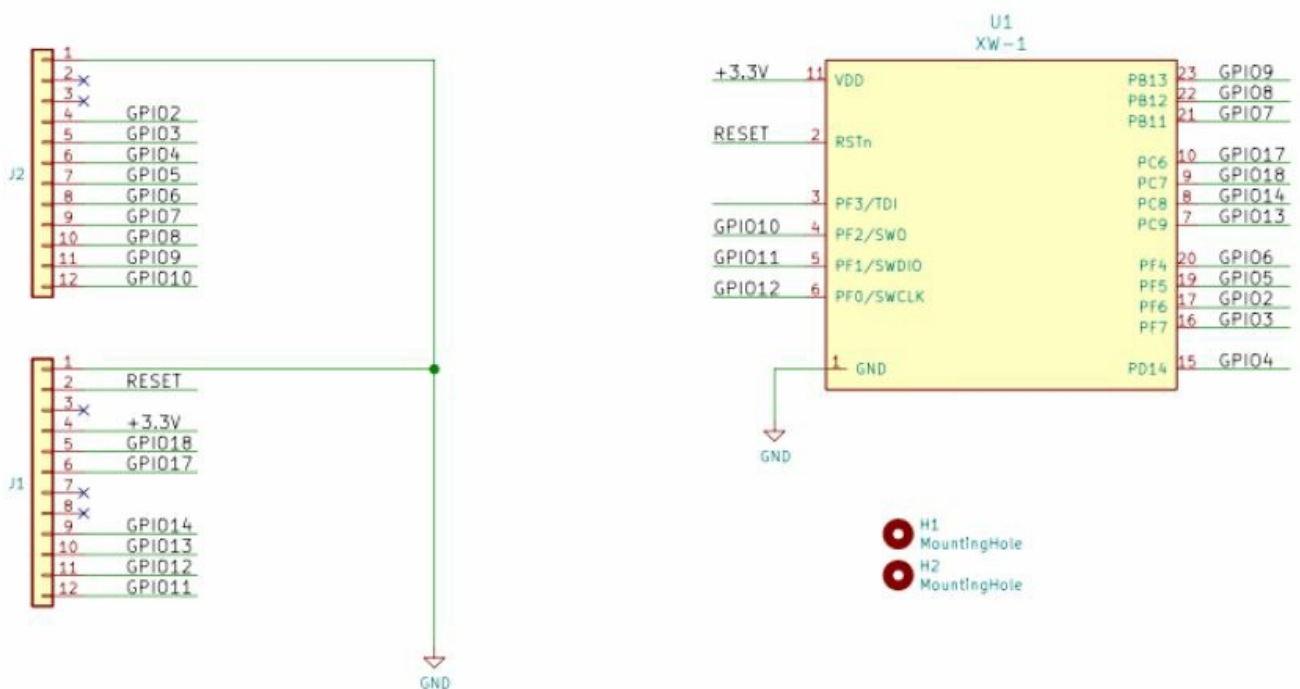 J2
1
2
3
4 GPIO2
5 GPIO3
6 GPIO4
7 GPIO5
8 GPIO6
9 GPIO7
10 GPIO8
11 GPIO9
12 GPIO10
J1
1
2 RESET
3
4 +3.3V
5 GPIO18
6 GPIO17
7
8
9 GPIO14
10 GPIO13
11 GPIO12
12 GPIO11
GND
U1
XW-1
+3.3V 11 VDD
RESET 2 RSTn
3 PF3/TDI
GPIO10 4 PF2/SWO
GPIO11 5 PF1/SWDIO
GPIO12 6 PF0/SWCLK
1 GND
GND
PB13 23 GPIO9
PB12 22 GPIO8
PB11 21 GPIO7
PC6 10 GPIO17
PC7 9 GPIO18
PC8 8 GPIO14
PC9 7 GPIO13
PF4 20 GPIO6
PF5 19 GPIO5
PF6 17 GPIO2
PF7 16 GPIO3
PD14 15 GPIO4
H1
MountingHole
H2
MountingHole